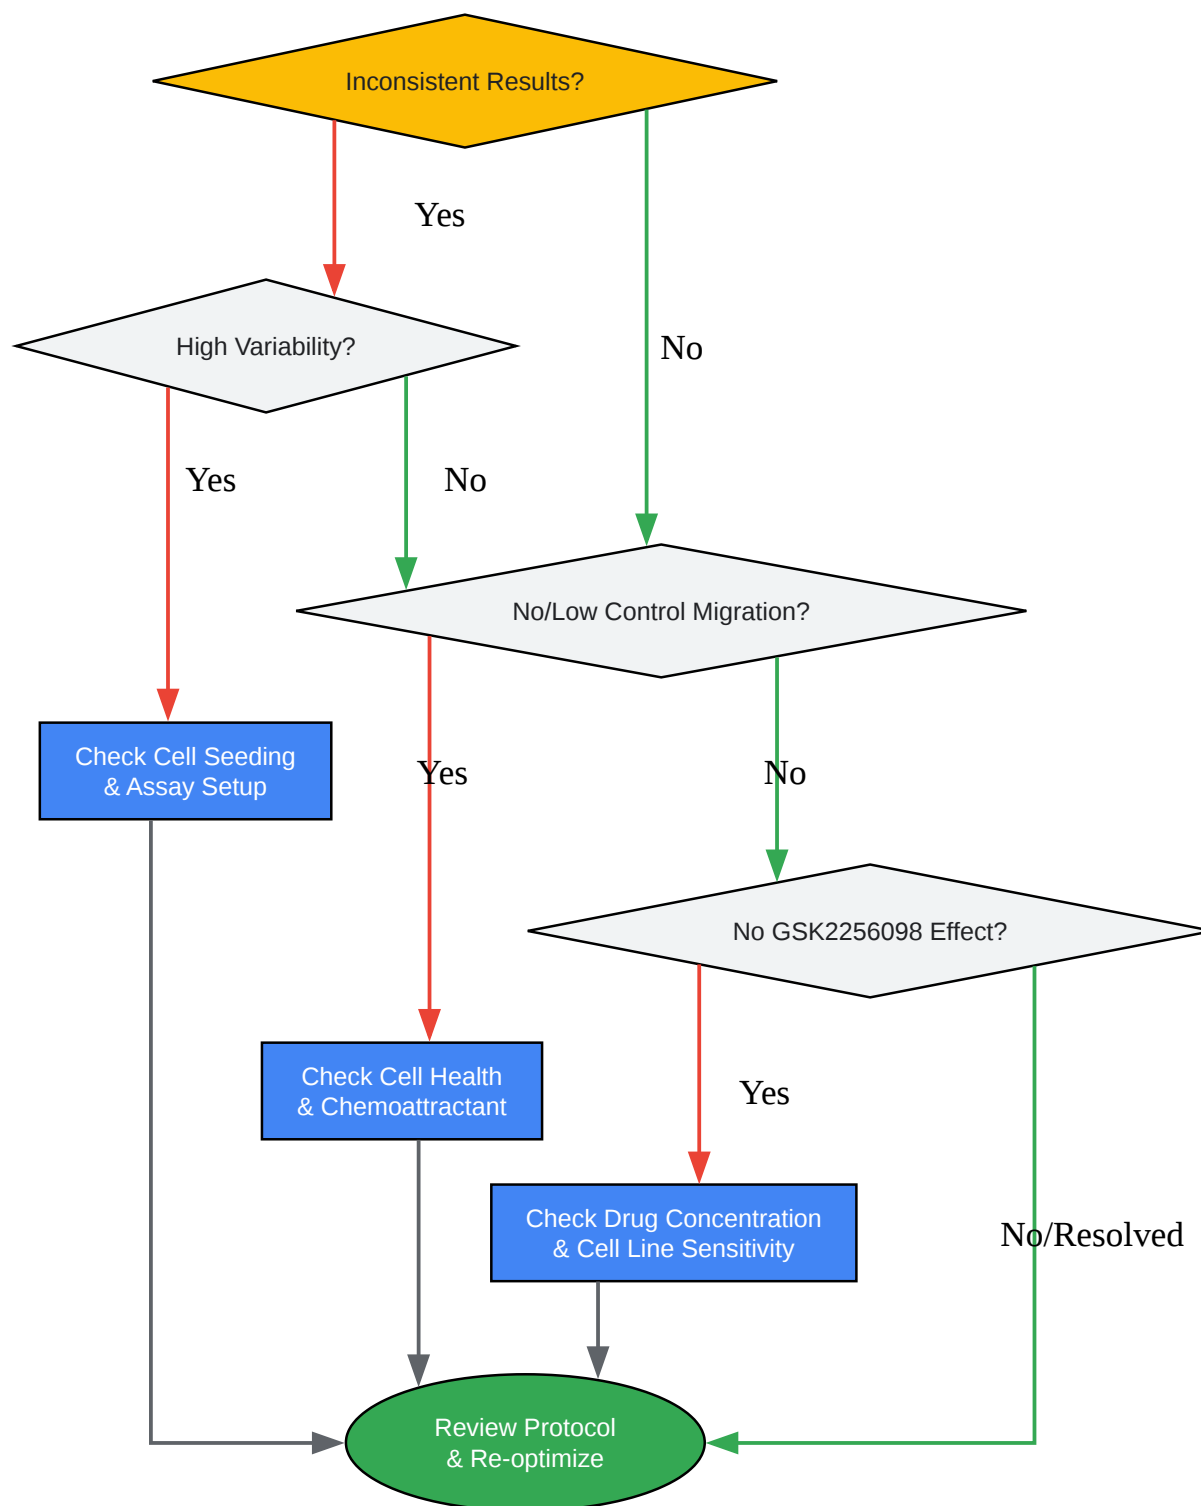 Inconsistent Results?
Yes
High Variability?
No
Yes
No
No/Low Control Migration?
Check Cell Seeding
& Assay Setup
Yes
No
No GSK2256098 Effect?
Check Cell Health
& Chemoattractant
Yes
Check Drug Concentration
& Cell Line Sensitivity
No/Resolved
Review Protocol
& Re-optimize